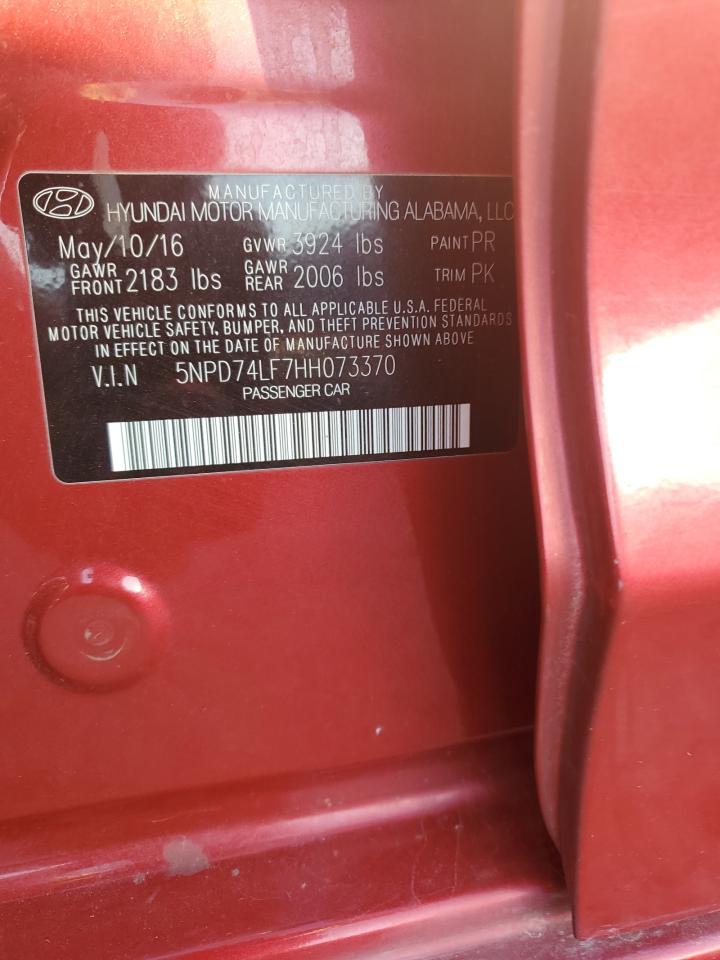 MANUFACTURED BY
HYUNDAI MOTOR MANUFACTURING ALABAMA, LLC
May/10/16 GVWR 3924 lbs PAINT PR
GAWR FRONT 2183 lbs GAWR REAR 2006 lbs TRIM PK
THIS VEHICLE CONFORMS TO ALL APPLICABLE U.S.A. FEDERAL
MOTOR VEHICLE SAFETY, BUMPER, AND THEFT PREVENTION STANDARDS
IN EFFECT ON THE DATE OF MANUFACTURE SHOWN ABOVE
V.I.N 5NPD74LF7HH073370
PASSENGER CAR